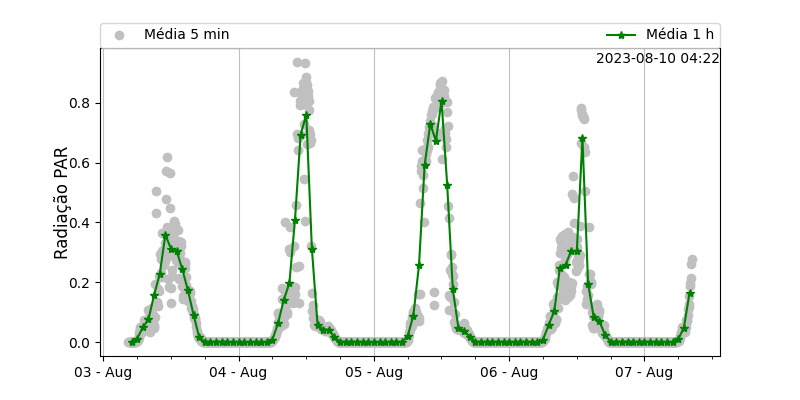 Média 5 min
Média 1 h
2023-08-10 04:22
Radiação PAR
0.8
0.6
0.4
0.2
0.0
03 - Aug
04 - Aug
05 - Aug
06 - Aug
07 - Aug